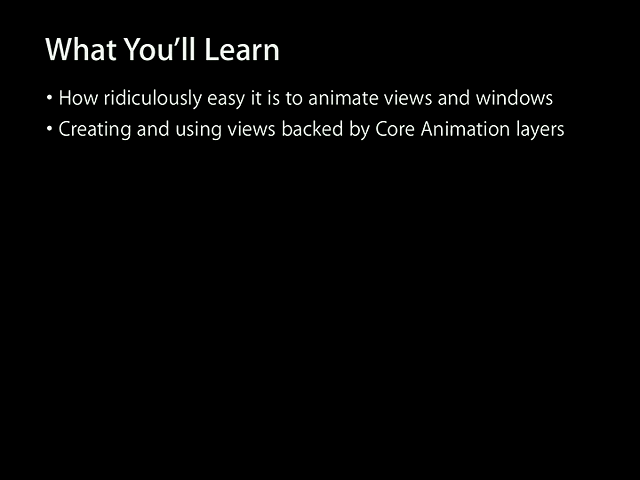 What You’ll Learn
• How ridiculously easy it is to animate views and windows
• Creating and using views backed by Core Animation layers